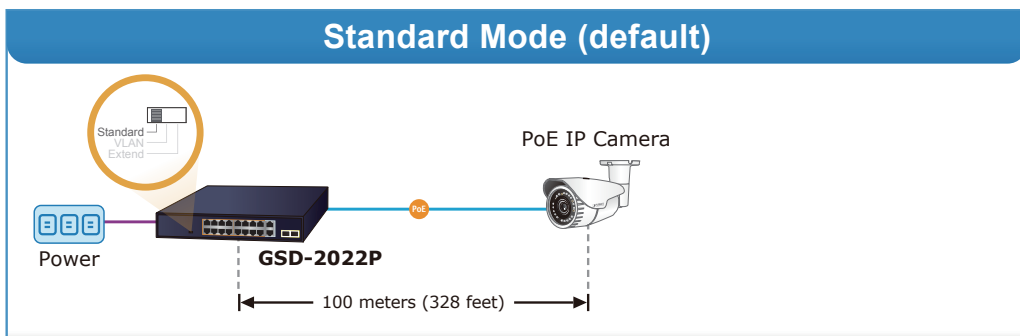 Standard Mode (default)
Standard
VLAN
Extend
PoE IP Camera
PoE
Power
GSD-2022P
100 meters (328 feet)